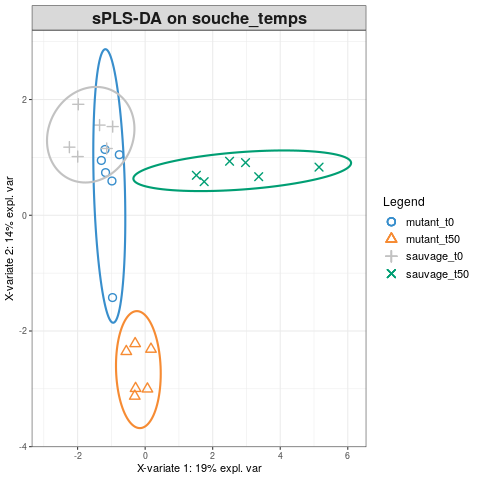 sPLS-DA on souche_temps
X-variate 2: 14% expl. var
2
0
-2
-4
-2
0
2
4
6
X-variate 1: 19% expl. var
Legend
mutant_t0
mutant_t50
sauvage_t0
sauvage_t50